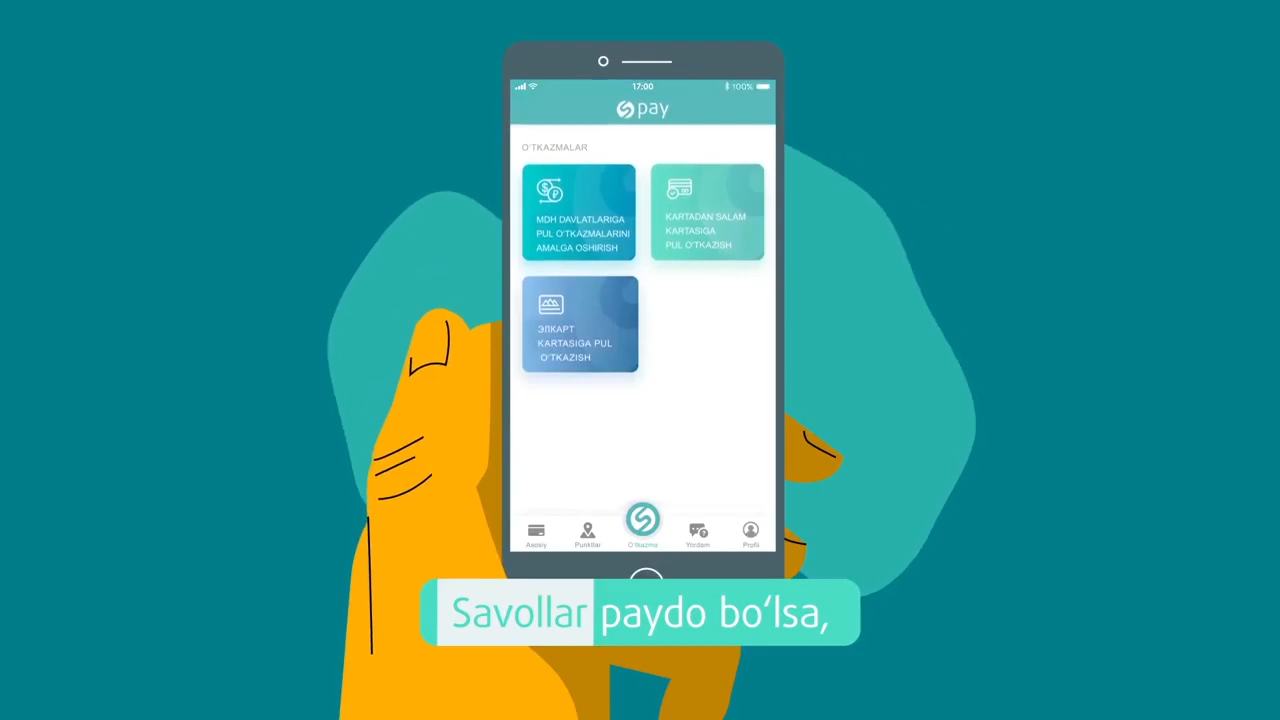 17:00
100%
pay
O'TKAZMALAR
MDH DAVLATLARIGA
PUL O'TKAZMALARINI
AMALGA OSHIRISH
KARTADAN SALAM
KARTASIGA
PUL O'TKAZISH
ЭЛКАРТ
KARTASIGA PUL
O'TKAZISH
Asosiy
Punktlar
O'tkazma
Yordam
Profil
Savollar paydo bo‘lsa,